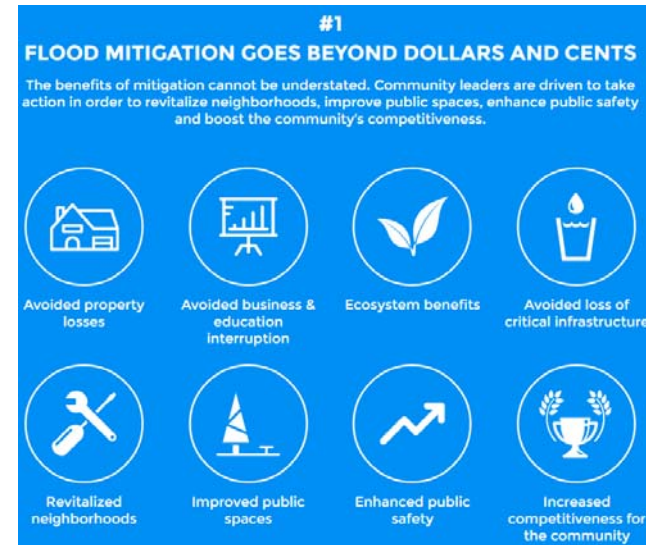 #1
FLOOD MITIGATION GOES BEYOND DOLLARS AND CENTS
The benefits of mitigation cannot be understated. Community leaders are driven to take
action in order to revitalize neighborhoods, improve public spaces, enhance public safety
and boost the community's competitiveness.
Avoided property
losses
Avoided business &
education
interruption
Ecosystem benefits
Avoided loss of
critical infrastructure
Revitalized
neighborhoods
Improved public
spaces
Enhanced public
safety
Increased
competitiveness for
the community